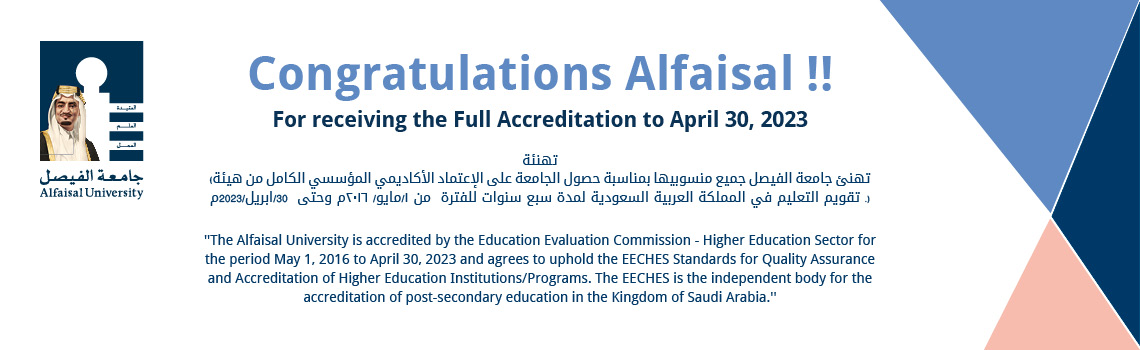 العقيدة
العلم
العمل
جامعة الفيصل
Alfaisal University
Congratulations Alfaisal !!
For receiving the Full Accreditation to April 30, 2023
تهنئة
تهنئ جامعة الفيصل جميع منسوبيها بمناسبة حصول الجامعة على الإعتماد الأكاديمي المؤسسي الكامل من هيئة(
). تقويم التعليم في المملكة العربية السعودية لمدة سبع سنوات للفترة من ١/مايو/ ٢٠١٦م وحتى 30/ابريل/2023م
"The Alfaisal University is accredited by the Education Evaluation Commission - Higher Education Sector for
the period May 1, 2016 to April 30, 2023 and agrees to uphold the EECHES Standards for Quality Assurance
and Accreditation of Higher Education Institutions/Programs. The EECHES is the independent body for the
accreditation of post-secondary education in the Kingdom of Saudi Arabia."